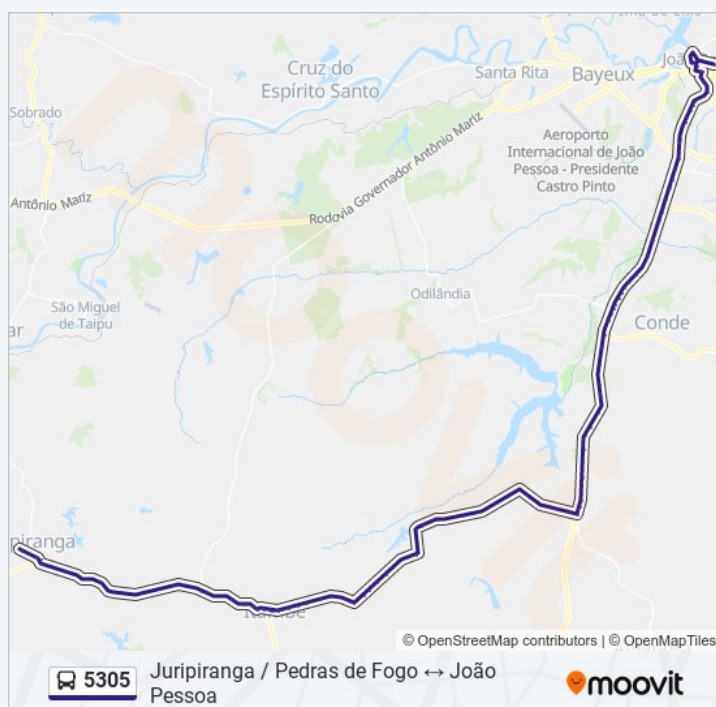 João
Cruz do
Espírito Santo
Santa Rita
Bayeux
Sobrado
Aeroporto
Internacional de João
Pessoa - Presidente
Castro Pinto
Antônio Mariz
Rodovia Governador Antônio Mariz
São Miguel
de Taipu
ar
Odilândia
Conde
piranga
© OpenStreetMap contributors | © OpenMapTiles
5305 Juripiranga / Pedras de Fogo ↔ João
Pessoa
moovit